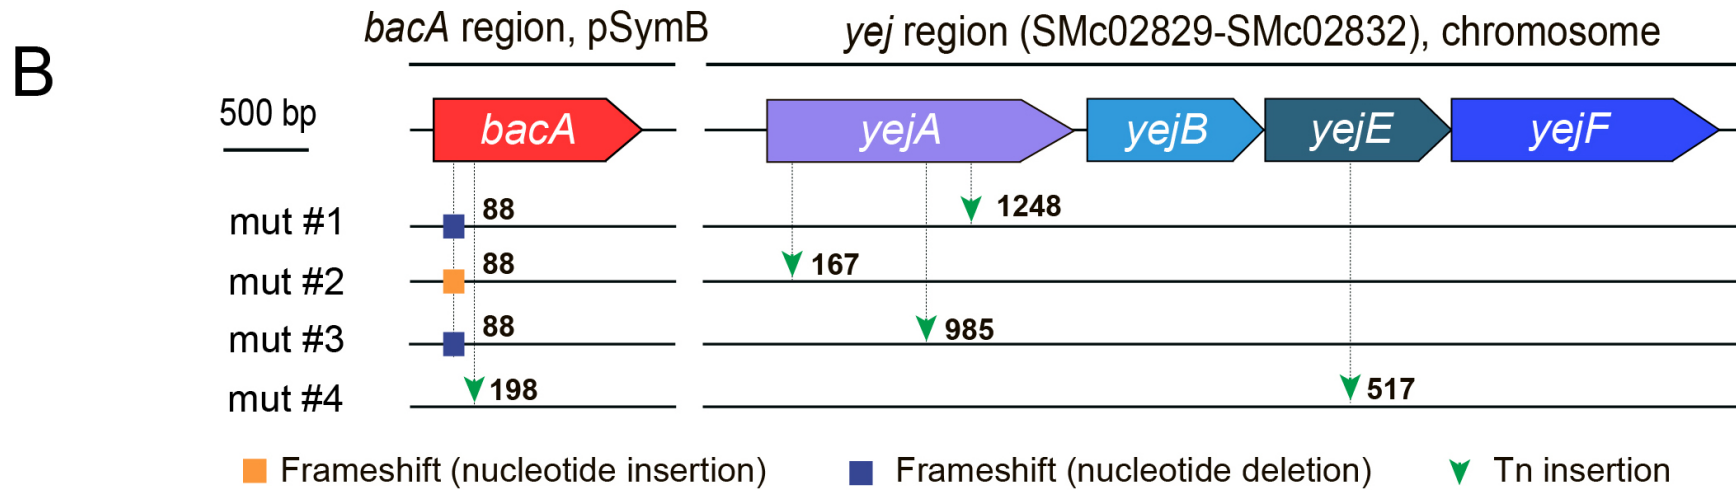 B
bacA region, pSymB
yej region (SMc02829-SMc02832), chromosome
500 bp
bacA
yejA
yejB
yejE
yejF
mut #1
88
1248
mut #2
88
167
mut #3
88
985
mut #4
198
517
Frameshift (nucleotide insertion)
Frameshift (nucleotide deletion)
Tn insertion